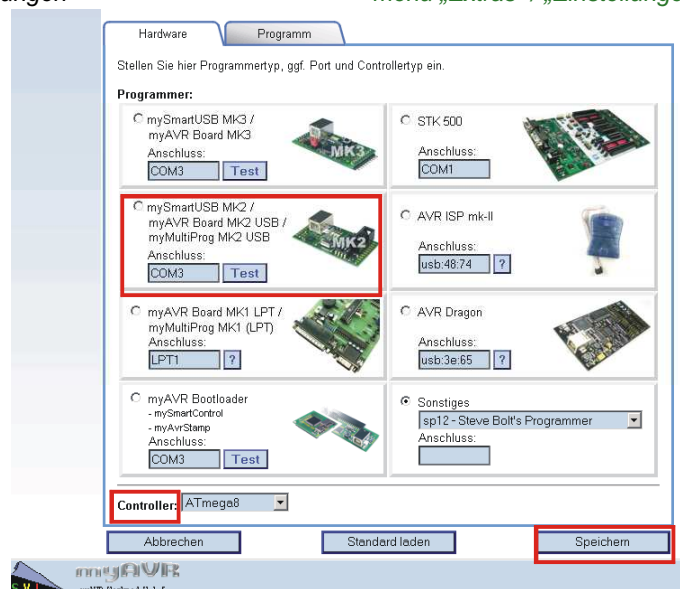 Hardware
Programm
Stellen Sie hier Programmertyp, ggf. Port und Controllertyp ein.
Programmer:
mySmartUSB MK3 /
myAVR Board MK3
Anschluss:
COM3 Test
MK3
STK 500
Anschluss:
COM1
mySmartUSB MK2 /
myAVR Board MK2 USB /
myMultiProg MK2 USB
Anschluss:
COM3 Test
MK2
AVR ISP mk-II
Anschluss:
usb:48:74 ?
myAVR Board MK1 LPT /
myMultiProg MK1 (LPT)
Anschluss:
LPT1 ?
AVR Dragon
Anschluss:
usb:3e:65 ?
myAVR Bootloader
- mySmartControl
- myAvrStamp
Anschluss:
COM3 Test
Sonstiges
sp12 - Steve Bolt's Programmer
Anschluss:
Controller: ATmega8
Abbrechen
Standard laden
Speichern
myAVR